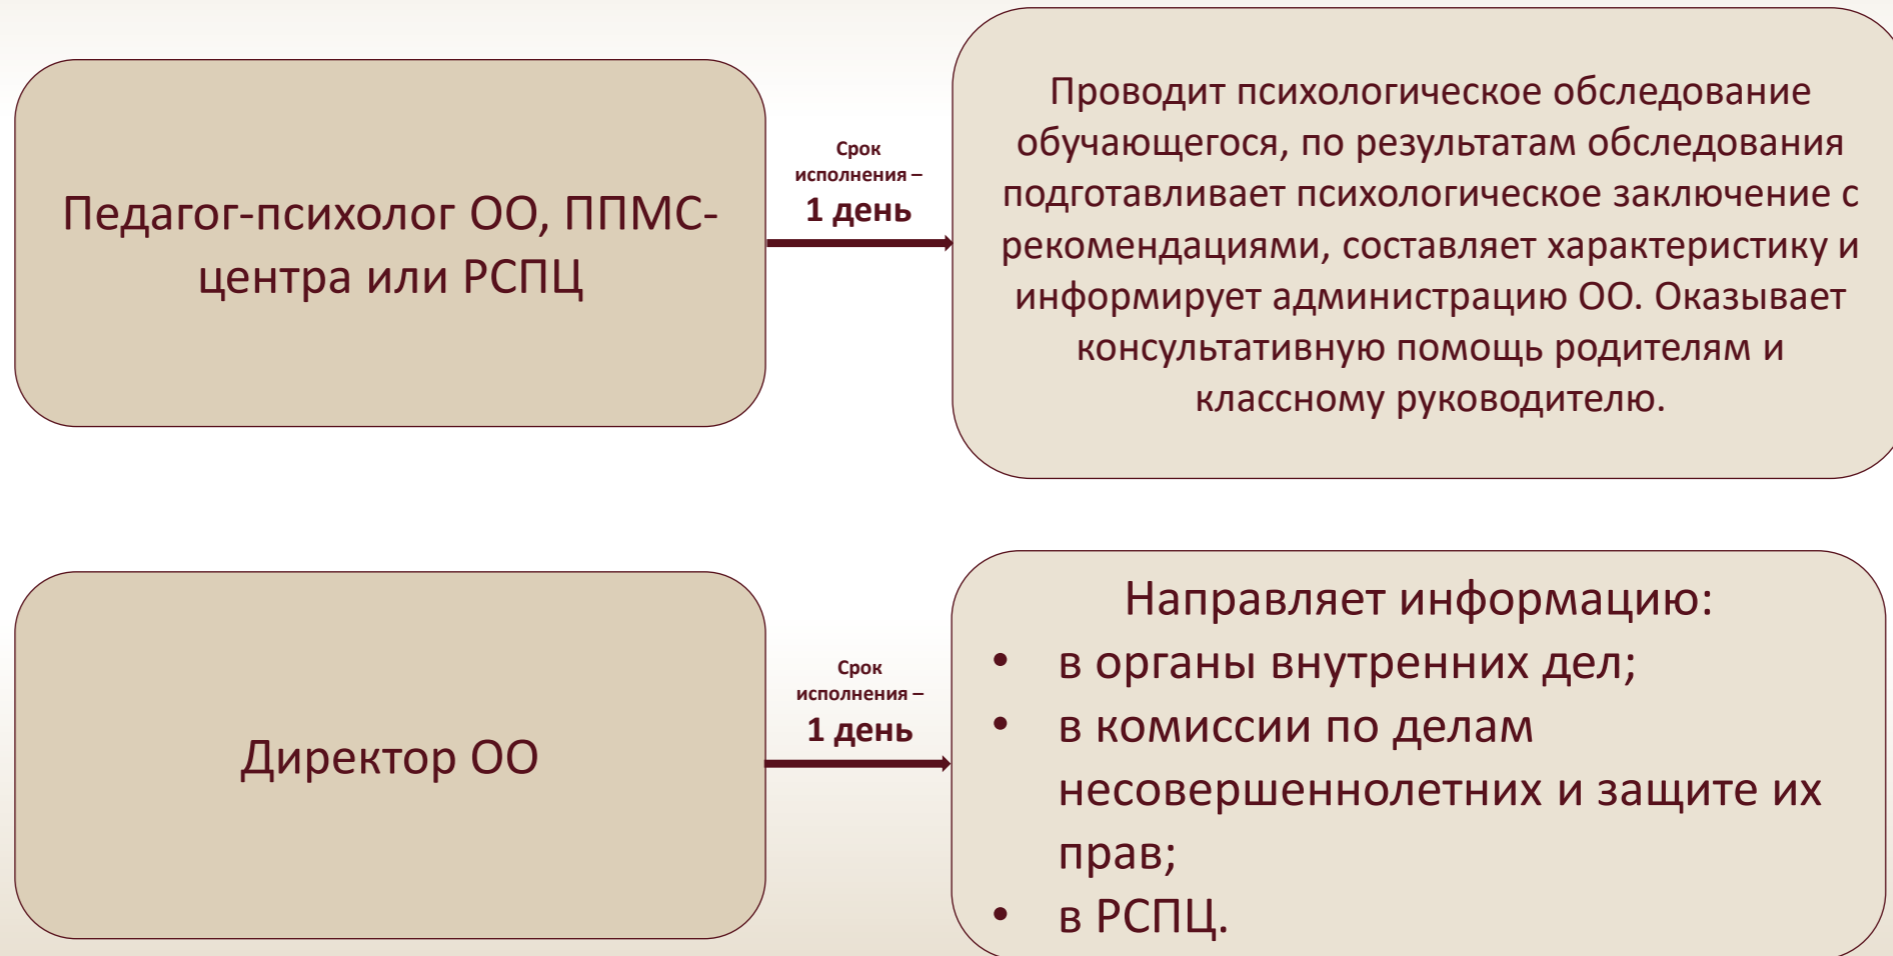 Педагог-психолог ОО, ППМС-
центра или РСПЦ
Срок
исполнения –
1 день
Проводит психологическое обследование
обучающегося, по результатам обследования
подготавливает психологическое заключение с
рекомендациями, составляет характеристику и
информирует администрацию ОО. Оказывает
консультативную помощь родителям и
классному руководителю.
Директор ОО
Срок
исполнения –
1 день
Направляет информацию:
• в органы внутренних дел;
• в комиссии по делам
несовершеннолетних и защите их
прав;
• в РСПЦ.